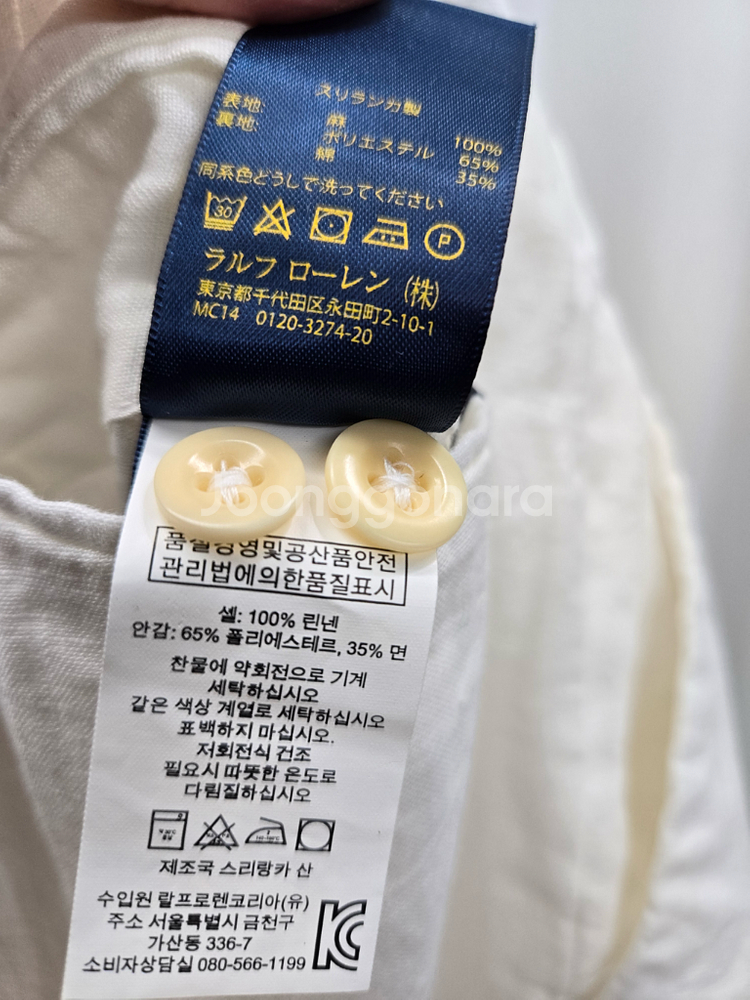 スリランカ製
表地: 麻 100%
裏地: ポリエステル 65%
綿 35%
同系色どうしで洗ってください
30
P
ラルフ ローレン (株)
東京都千代田区永田町2-10-1
MC14 0120-3274-20
Joonggonara
품질경영및공산품안전
관리법에의한품질표시
셀: 100% 린넨
안감: 65% 폴리에스테르, 35% 면
찬물에 약회전으로 기계
세탁하십시오
같은 색상 계열로 세탁하십시오
표백하지 마십시오.
저회전식 건조
필요시 따뜻한 온도로
다림질하십시오
제조국 스리랑카 산
수입원 랄프로렌코리아(유)
주소 서울특별시 금천구
가산동 336-7
소비자상담실 080-566-1199